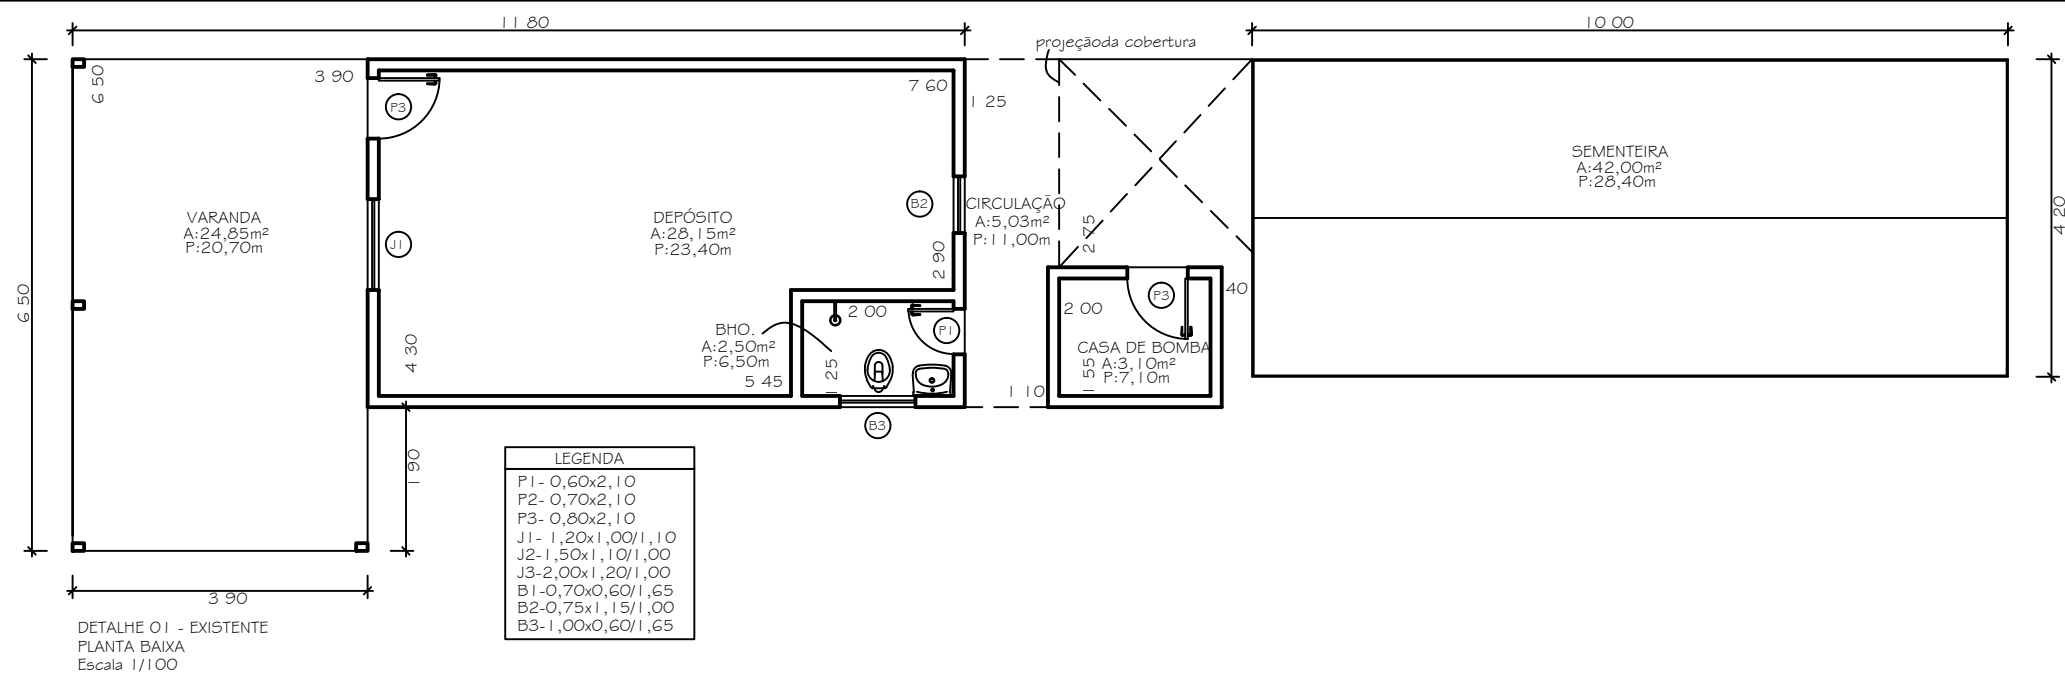 11 80
10 00
projeçãoda cobertura
6 50
3 90
P3
7 60
1 25
SEMENTEIRA
A:42,00m²
P:28,40m
VARANDA
A:24,85m²
P:20,70m
DEPÓSITO
A:28,15m²
P:23,40m
B2
CIRCULAÇÃO
A:5,03m²
P:11,00m
J1
2 75
2 90
4 20
6 50
40
P3
2 00
2 00
P1
BHO.
A:2,50m²
P:6,50m
CASA DE BOMBA
A:3,10m²
P:7,10m
4 30
1 25
1 55
5 45
1 10
B3
1 90
LEGENDA
P1- 0,60x2,10
P2- 0,70x2,10
P3- 0,80x2,10
J1- 1,20x1,00/1,10
J2-1,50x1,10/1,00
J3-2,00x1,20/1,00
B1-0,70x0,60/1,65
B2-0,75x1,15/1,00
B3-1,00x0,60/1,65
3 90
DETALHE 01 - EXISTENTE
PLANTA BAIXA
Escala 1/100